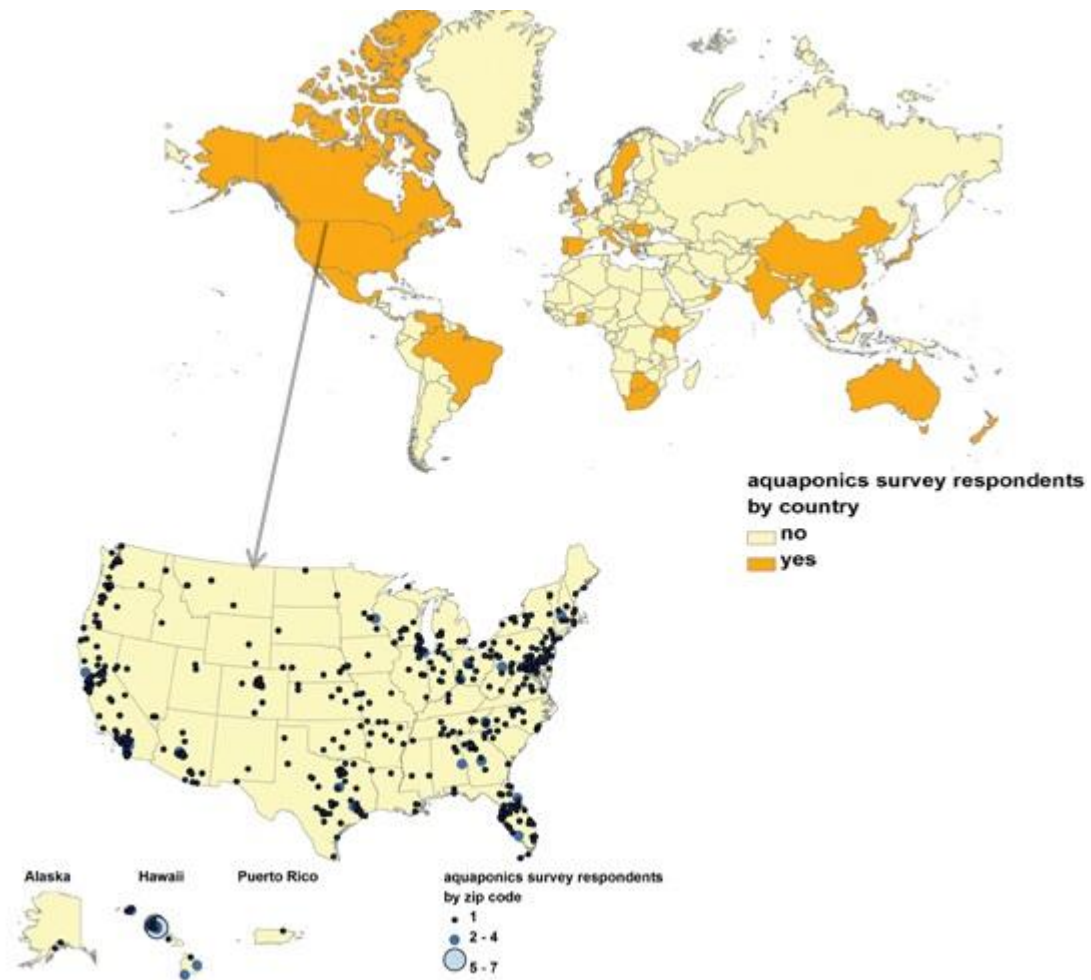 aquaponics survey respondents
by country
no
yes
Alaska
Hawaii
Puerto Rico
aquaponics survey respondents
by zip code
1
2 - 4
5 - 7